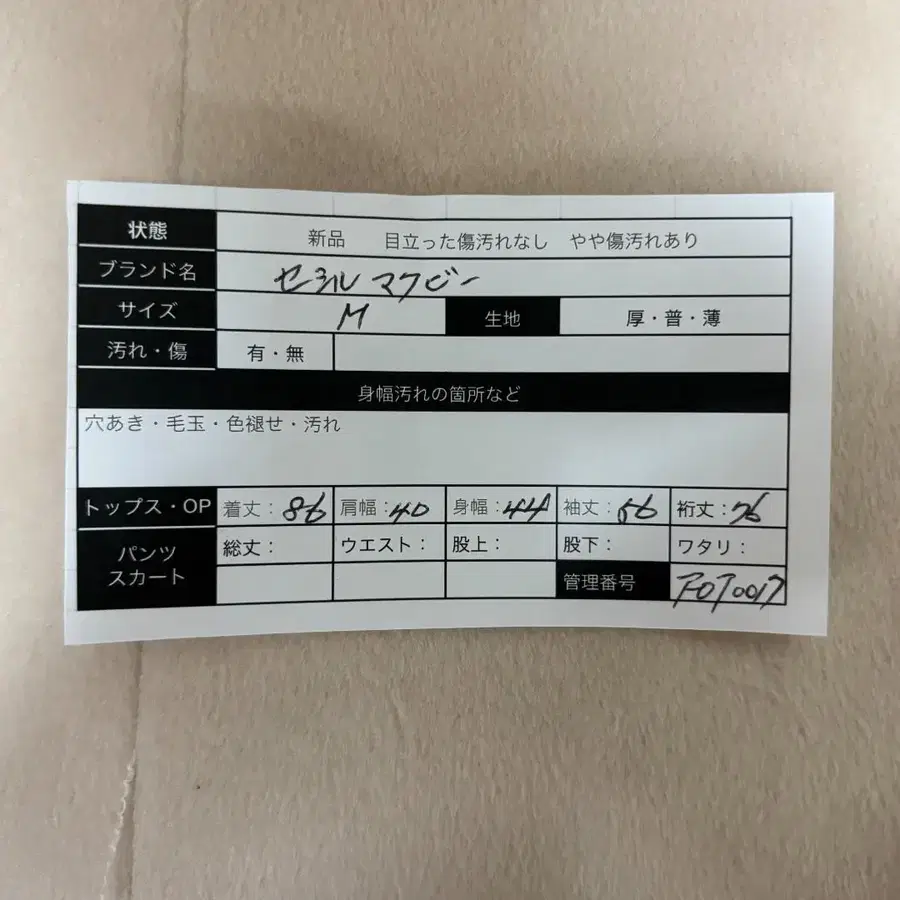 状態 新品 目立った傷汚れなし やや傷汚れあり
ブランド名 セシルマクビー
サイズ M 生地 厚・普・薄
汚れ・傷 有・無
身幅汚れの箇所など
穴あき・毛玉・色褪せ・汚れ
トップス・OP 着丈:86 肩幅:40 身幅:44 袖丈:56 裄丈:76
パンツ 総丈: ウエスト: 股上: 股下: ワタリ:
スカート 管理番号